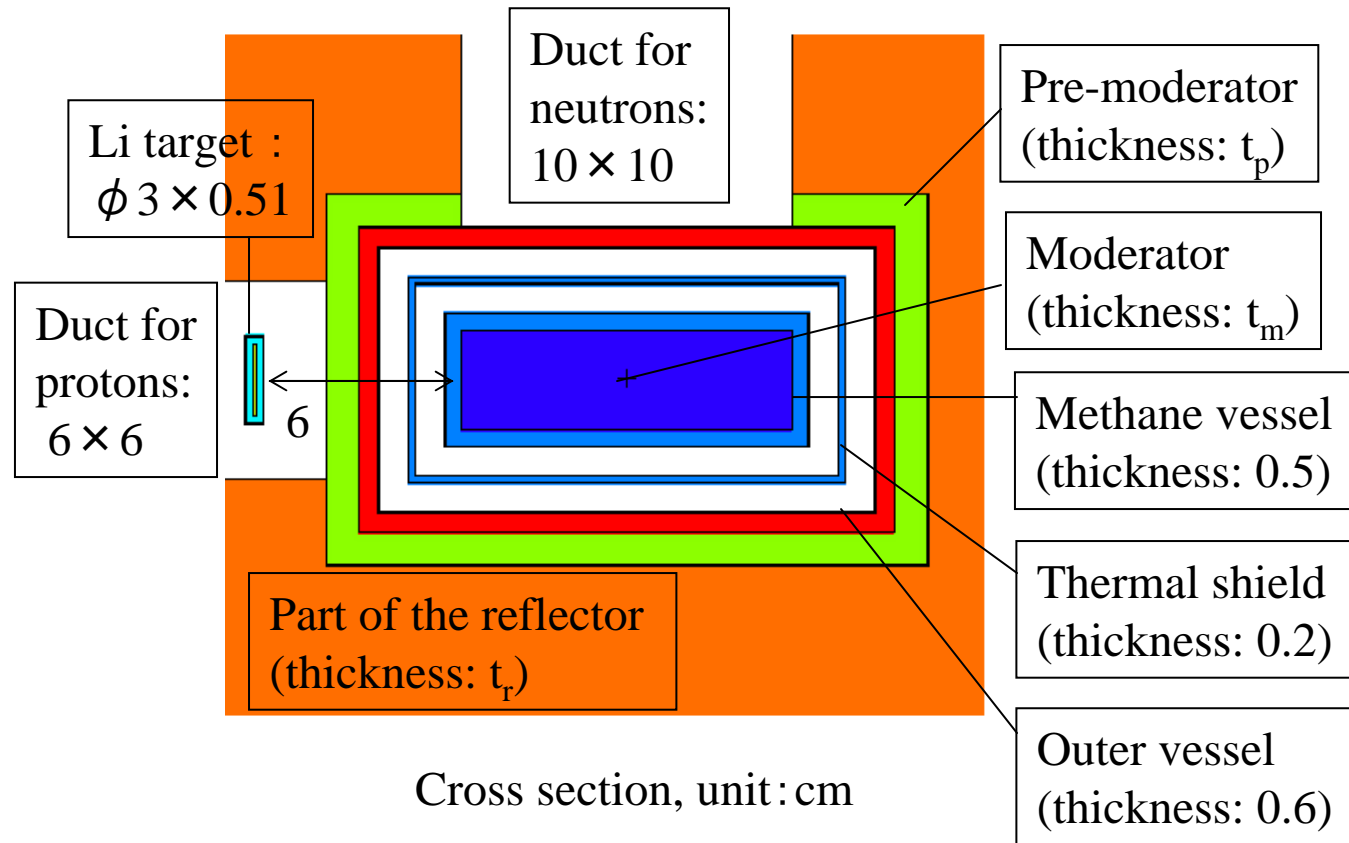 Duct for
neutrons:
10×10
Pre-moderator
(thickness: tp)
Li target :
φ3×0.51
Moderator
(thickness: tm)
Duct for
protons:
6×6
6
Methane vessel
(thickness: 0.5)
Thermal shield
(thickness: 0.2)
Part of the reflector
(thickness: tr)
Outer vessel
(thickness: 0.6)
Cross section, unit:cm